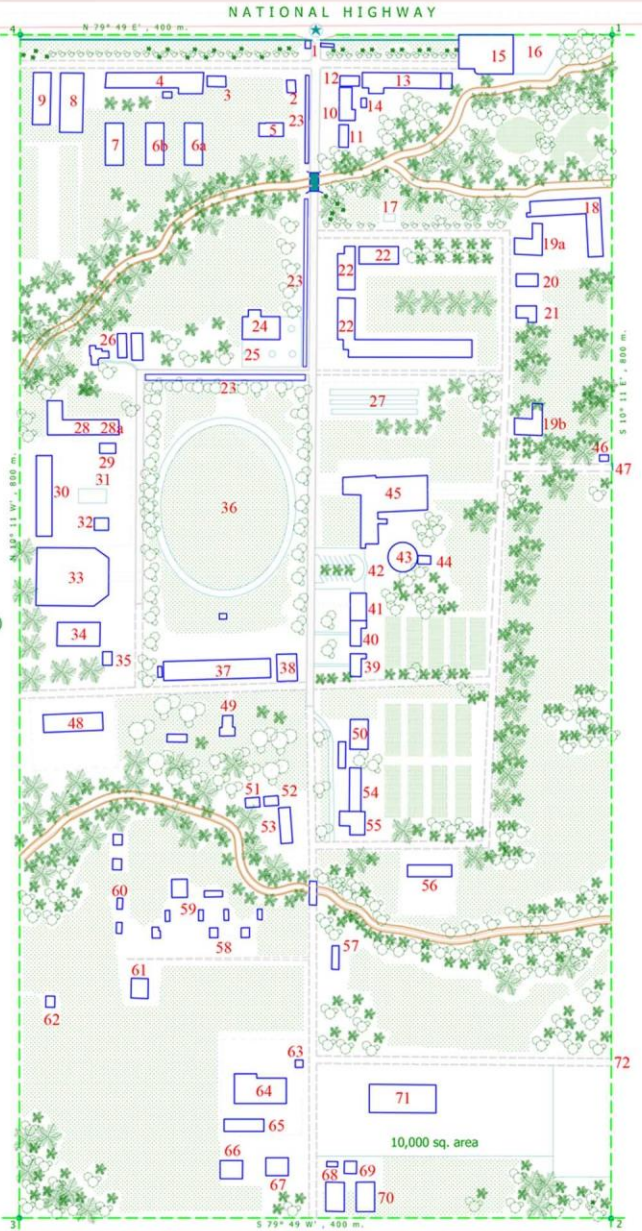 NATIONAL HIGHWAY
4 N 79° 49 E' , 400 m. 1
1 15 16
9 8 4 3 2 12 13
23 10 14
7 6b 6a 5 11
17 18
19a
23 22 22
20
24 22 21
26 25
23
27
28 28a 19b
29 46
N 10° 11 W' , 800 m. S 10° 11 E' , 800 m.
30 31 47
32 36 45
33 43 44
42
41
34 40
35 37 38 39
48 49
50
51 52
53 54
55
56
60 59
58 57
61
62
63 72
64 71
65
10,000 sq. area
66 67 68 69
70
3 S 79° 49 W' , 400 m. 2